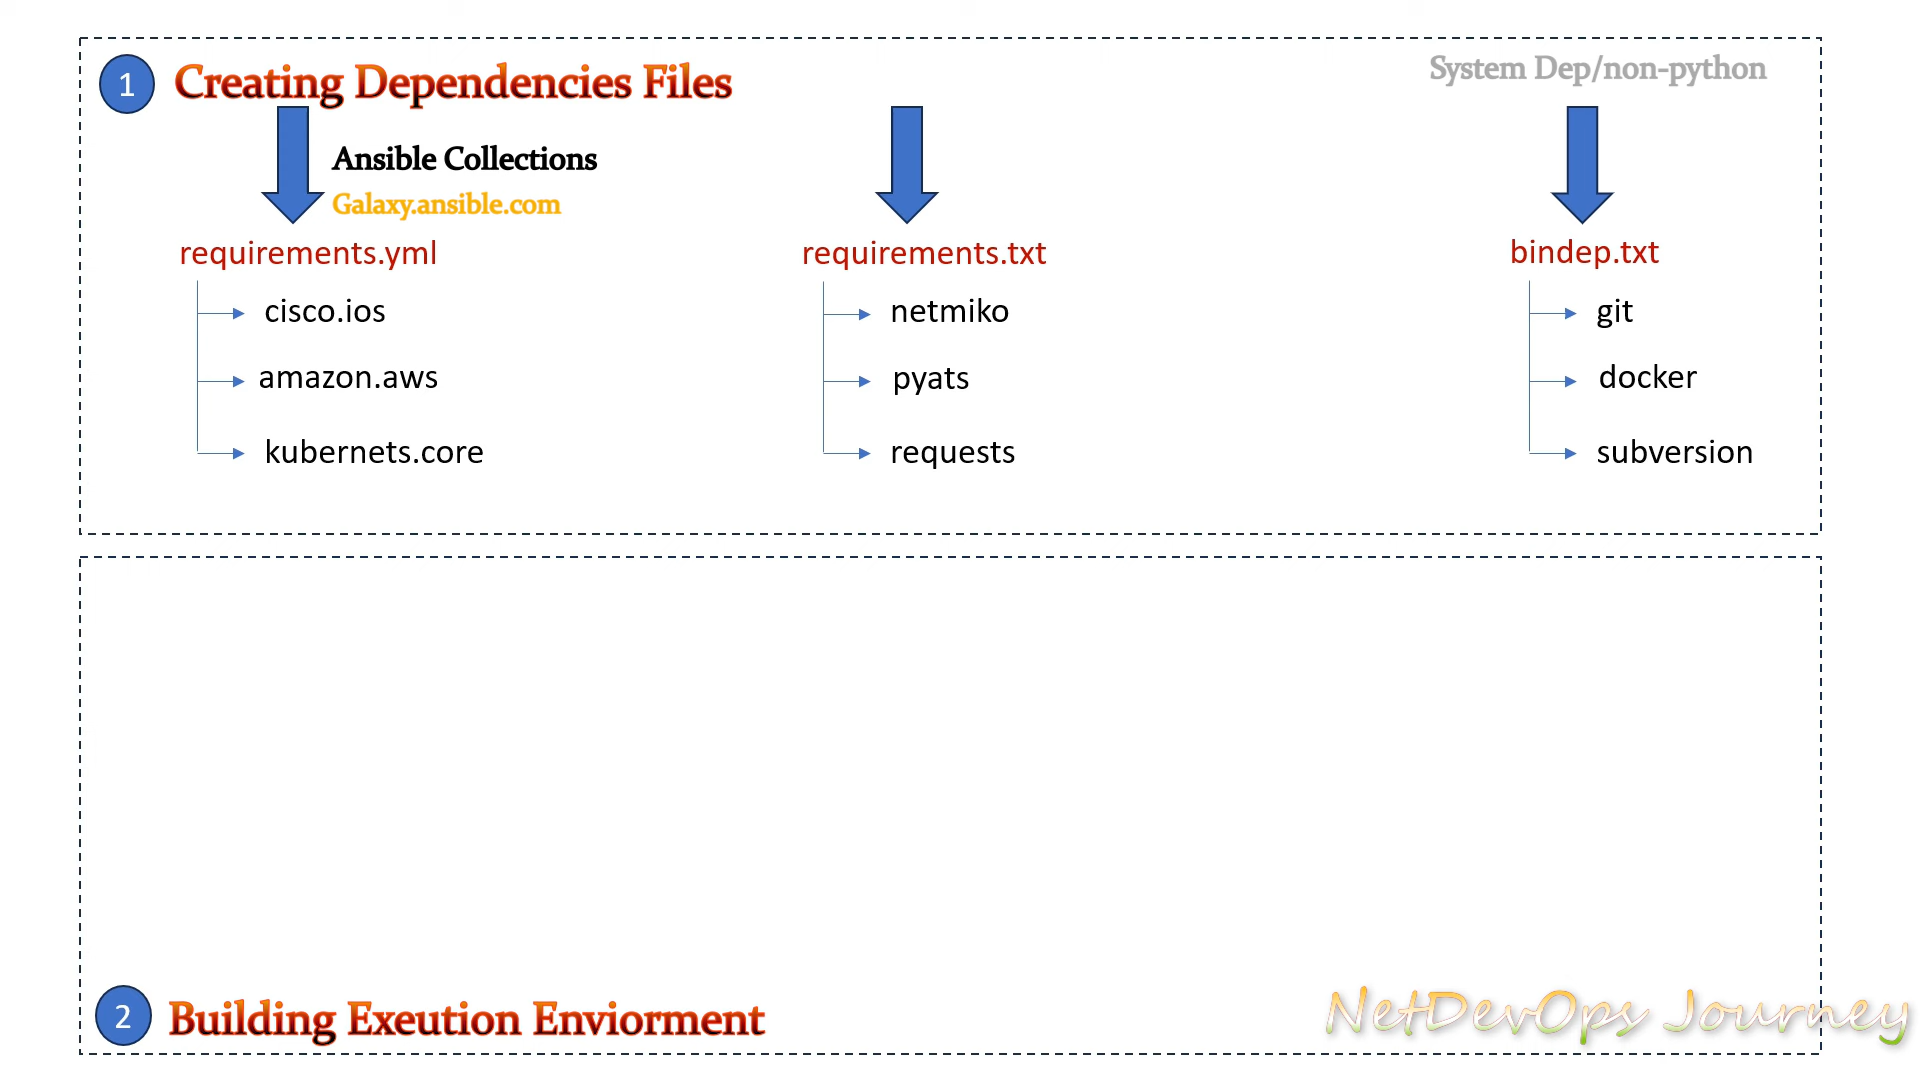 1 Creating Dependencies Files
System Dep/non-python
Ansible Collections
Galaxy.ansible.com
requirements.yml
cisco.ios
amazon.aws
kubernets.core
requirements.txt
netmiko
pyats
requests
bindep.txt
git
docker
subversion
2 Building Exeution Enviorment
NetDevOps Journey